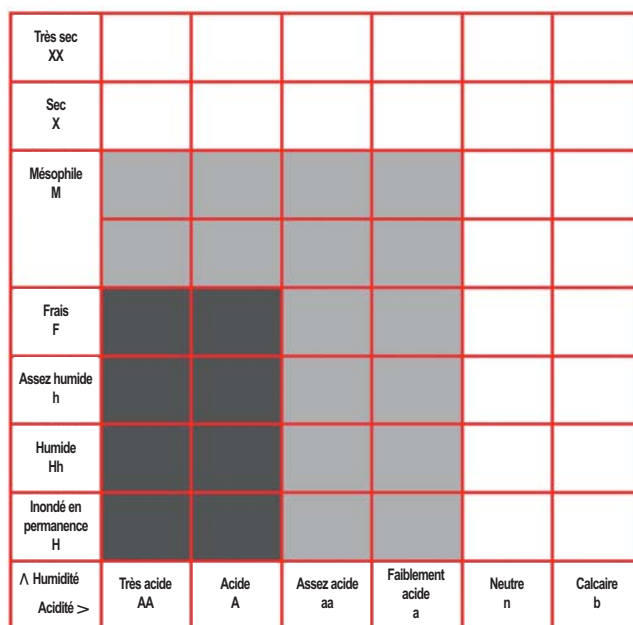 Très sec
XX
Sec
X
Mésophile
M
Frais
F
Assez humide
h
Humide
Hh
Inondé en
permanence
H
Λ Humidité
Acidité >
Très acide
AA
Acide
A
Assez acide
aa
Faiblement
acide
a
Neutre
n
Calcaire
b